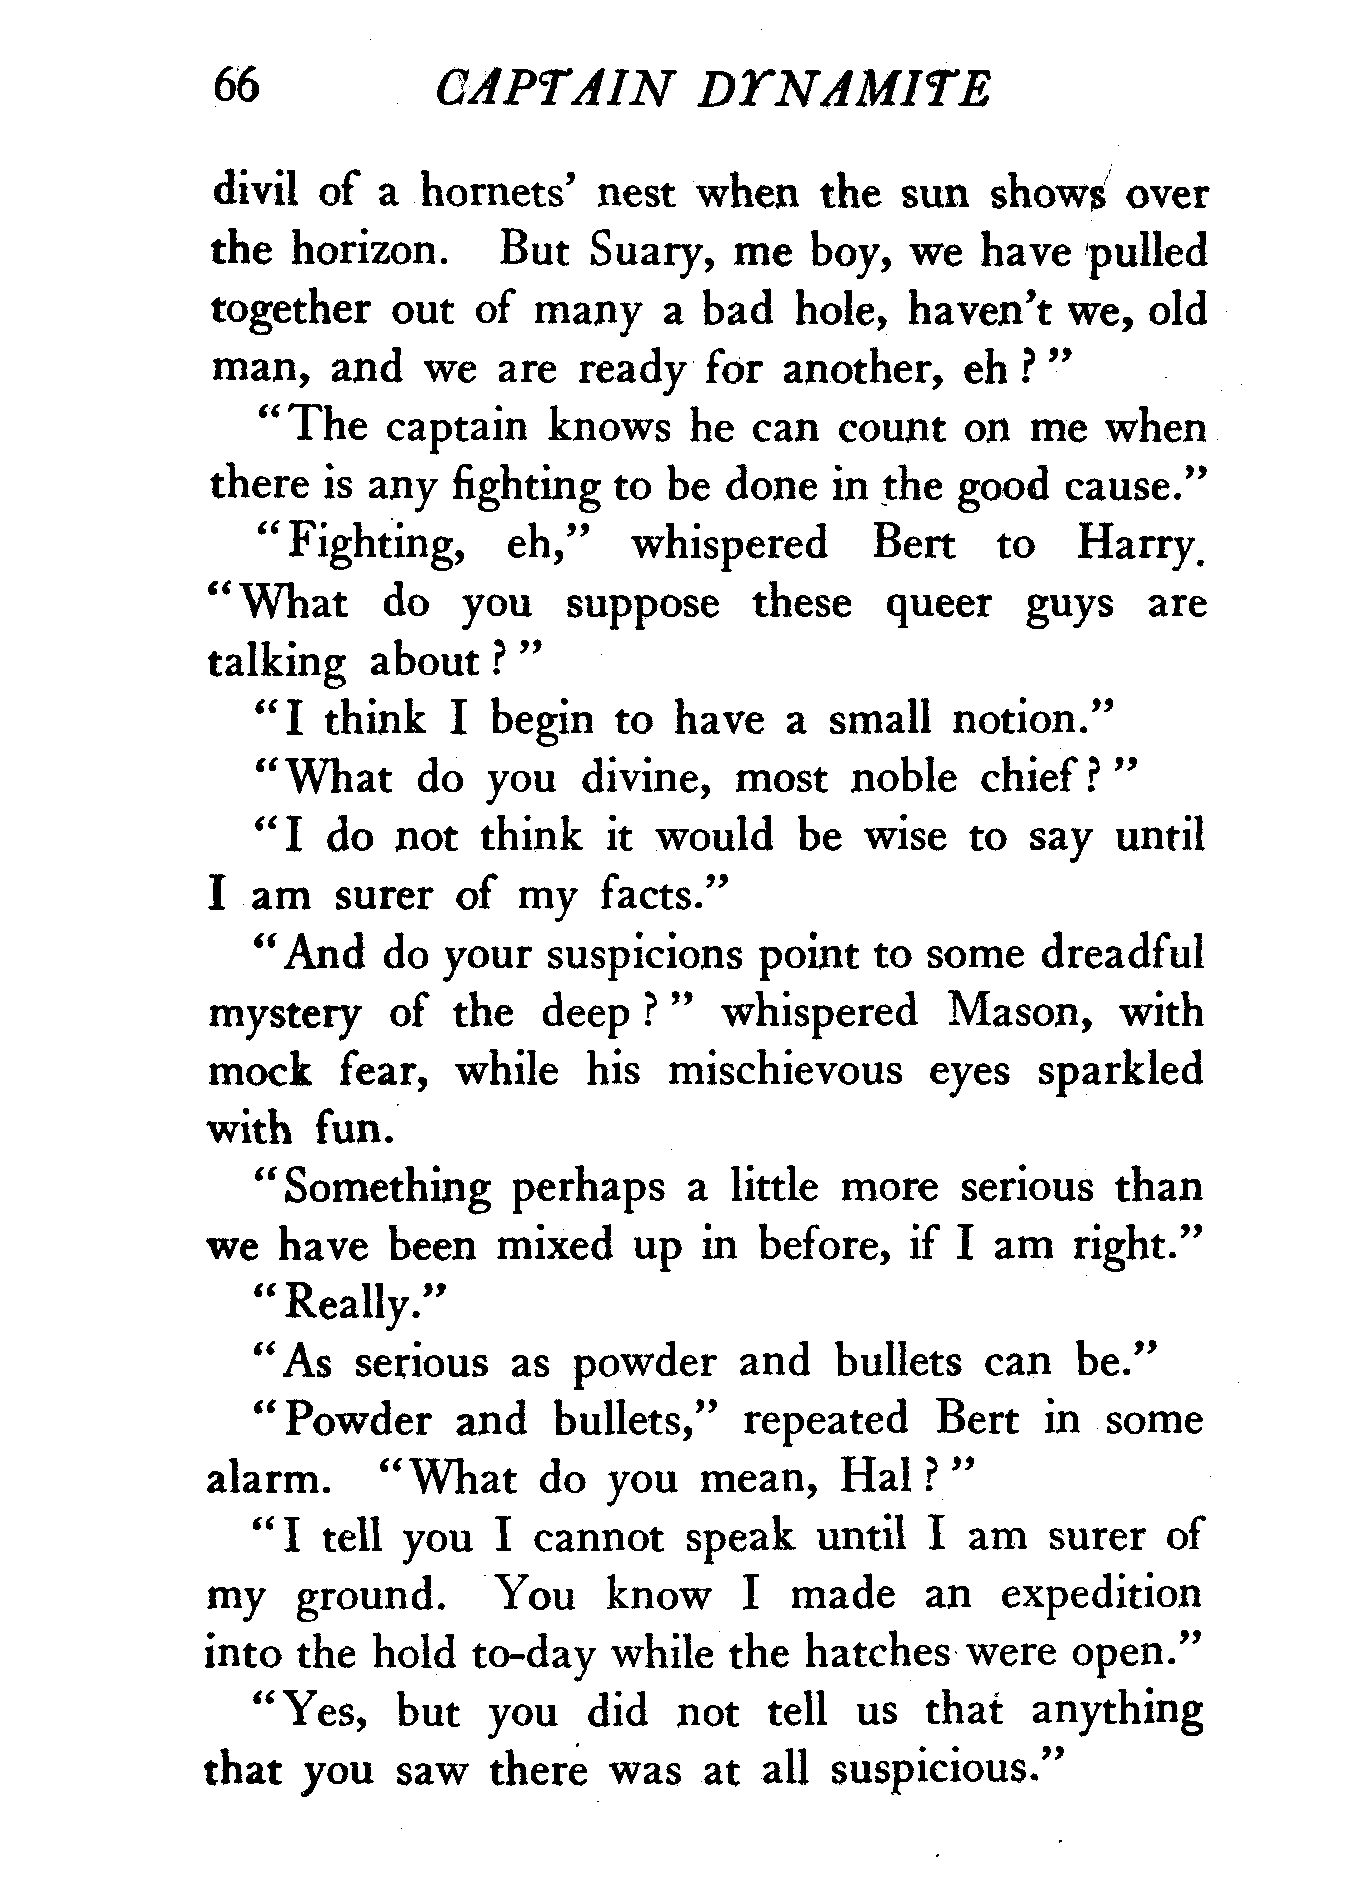 66 CAPTAIN DYNAMITE
divil of a hornets' nest when the sun shows over
the horizon. But Suary, me boy, we have pulled
together out of many a bad hole, haven't we, old
man, and we are ready for another, eh?"
"The captain knows he can count on me when
there is any fighting to be done in the good cause."
"Fighting, eh," whispered Bert to Harry.
"What do you suppose these queer guys are
talking about?"
"I think I begin to have a small notion."
"What do you divine, most noble chief?"
"I do not think it would be wise to say until
I am surer of my facts."
"And do your suspicions point to some dreadful
mystery of the deep?" whispered Mason, with
mock fear, while his mischievous eyes sparkled
with fun.
"Something perhaps a little more serious than
we have been mixed up in before, if I am right."
"Really."
"As serious as powder and bullets can be."
"Powder and bullets," repeated Bert in some
alarm. "What do you mean, Hal?"
"I tell you I cannot speak until I am surer of
my ground. You know I made an expedition
into the hold to-day while the hatches were open."
"Yes, but you did not tell us that anything
that you saw there was at all suspicious."